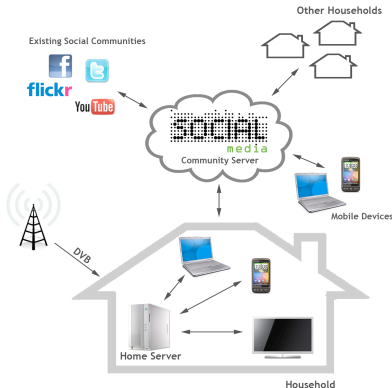 Other Households
Existing Social Communities
f
t
flickr
YouTube
SOCIAL
media
Community Server
Mobile Devices
DVB
Home Server
Household